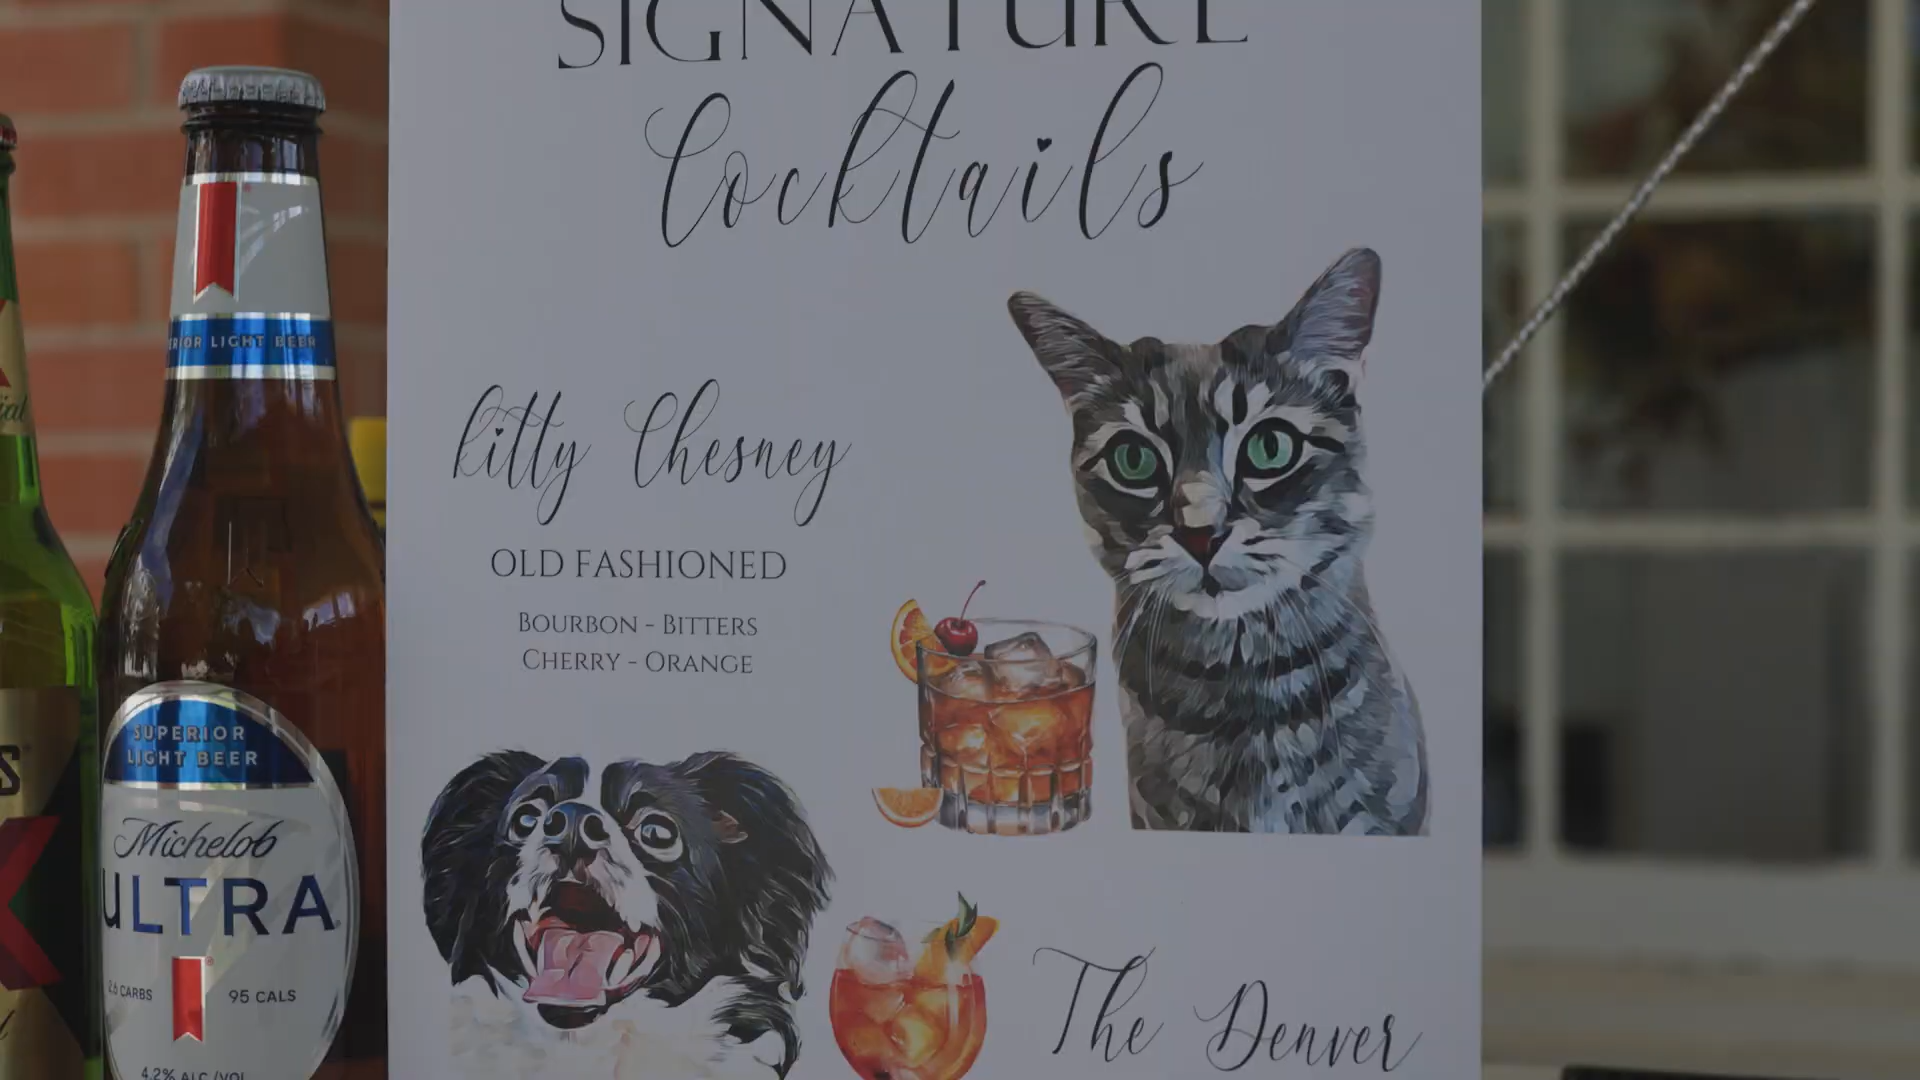 SIGNATURE
Cocktails
kitty Chesney
OLD FASHIONED
BOURBON - BITTERS
CHERRY - ORANGE
The Denver
ERIOR LIGHT BEER
SUPERIOR
LIGHT BEER
Michelob
ULTRA
2.6 CARBS
95 CALS
4.2% ALC/VOL